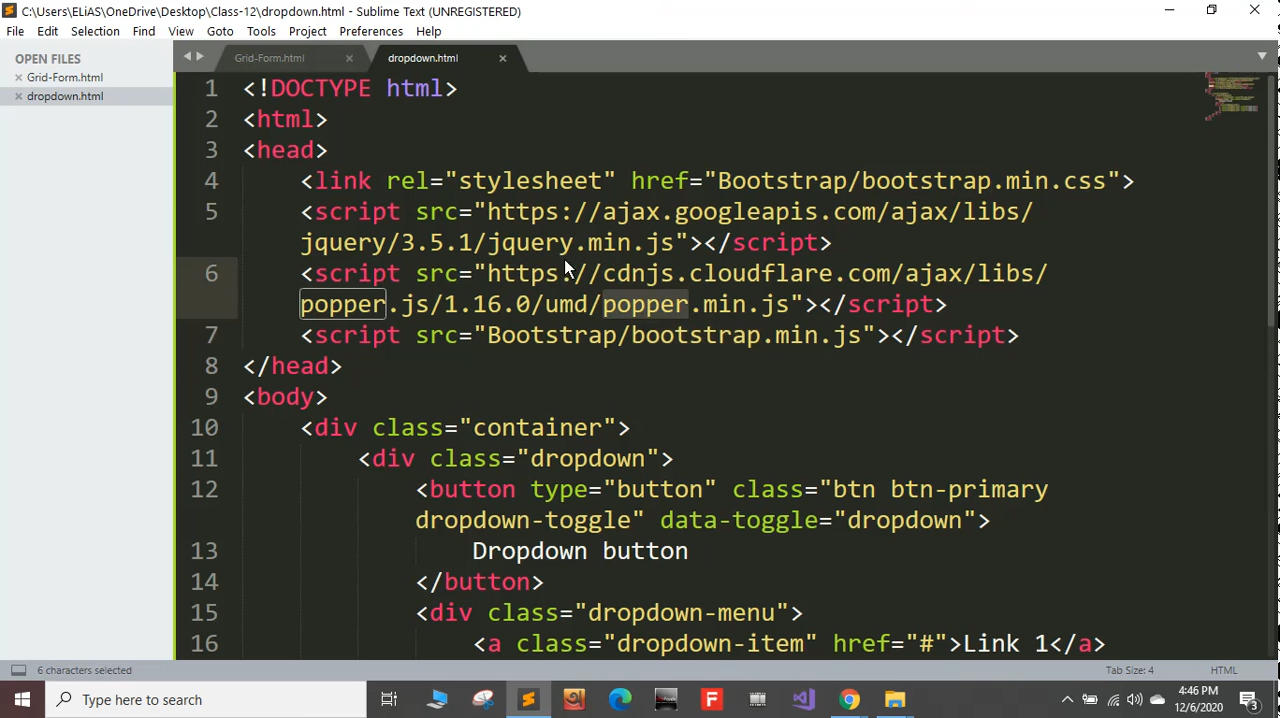 C:\Users\ELiAS\OneDrive\Desktop\Class-12\dropdown.html - Sublime Text (UNREGISTERED)
File Edit Selection Find View Goto Tools Project Preferences Help
OPEN FILES
Grid-Form.html
dropdown.html
Grid-Form.html
dropdown.html
1 <!DOCTYPE html>
2 <html>
3 <head>
4 <link rel="stylesheet" href="Bootstrap/bootstrap.min.css">
5 <script src="https://ajax.googleapis.com/ajax/libs/
jquery/3.5.1/jquery.min.js"></script>
6 <script src="https://cdnjs.cloudflare.com/ajax/libs/
popper.js/1.16.0/umd/popper.min.js"></script>
7 <script src="Bootstrap/bootstrap.min.js"></script>
8 </head>
9 <body>
10 <div class="container">
11 <div class="dropdown">
12 <button type="button" class="btn btn-primary
dropdown-toggle" data-toggle="dropdown">
13 Dropdown button
14 </button>
15 <div class="dropdown-menu">
16 <a class="dropdown-item" href="#">Link 1</a>
6 characters selected
Tab Size: 4
HTML
Type here to search
4:46 PM
12/6/2020
3